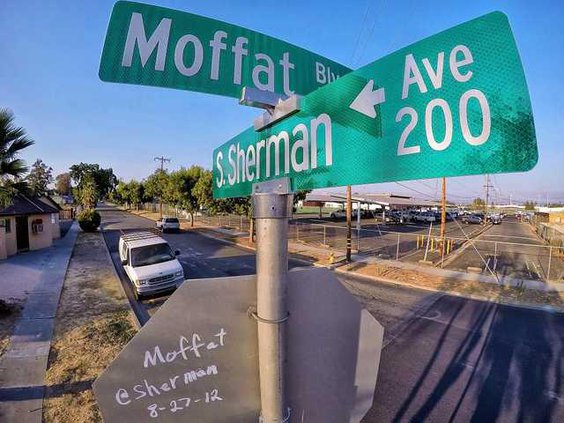 Moffat Blv
S. Sherman Ave
200
Moffat
@sherman
8-27-12